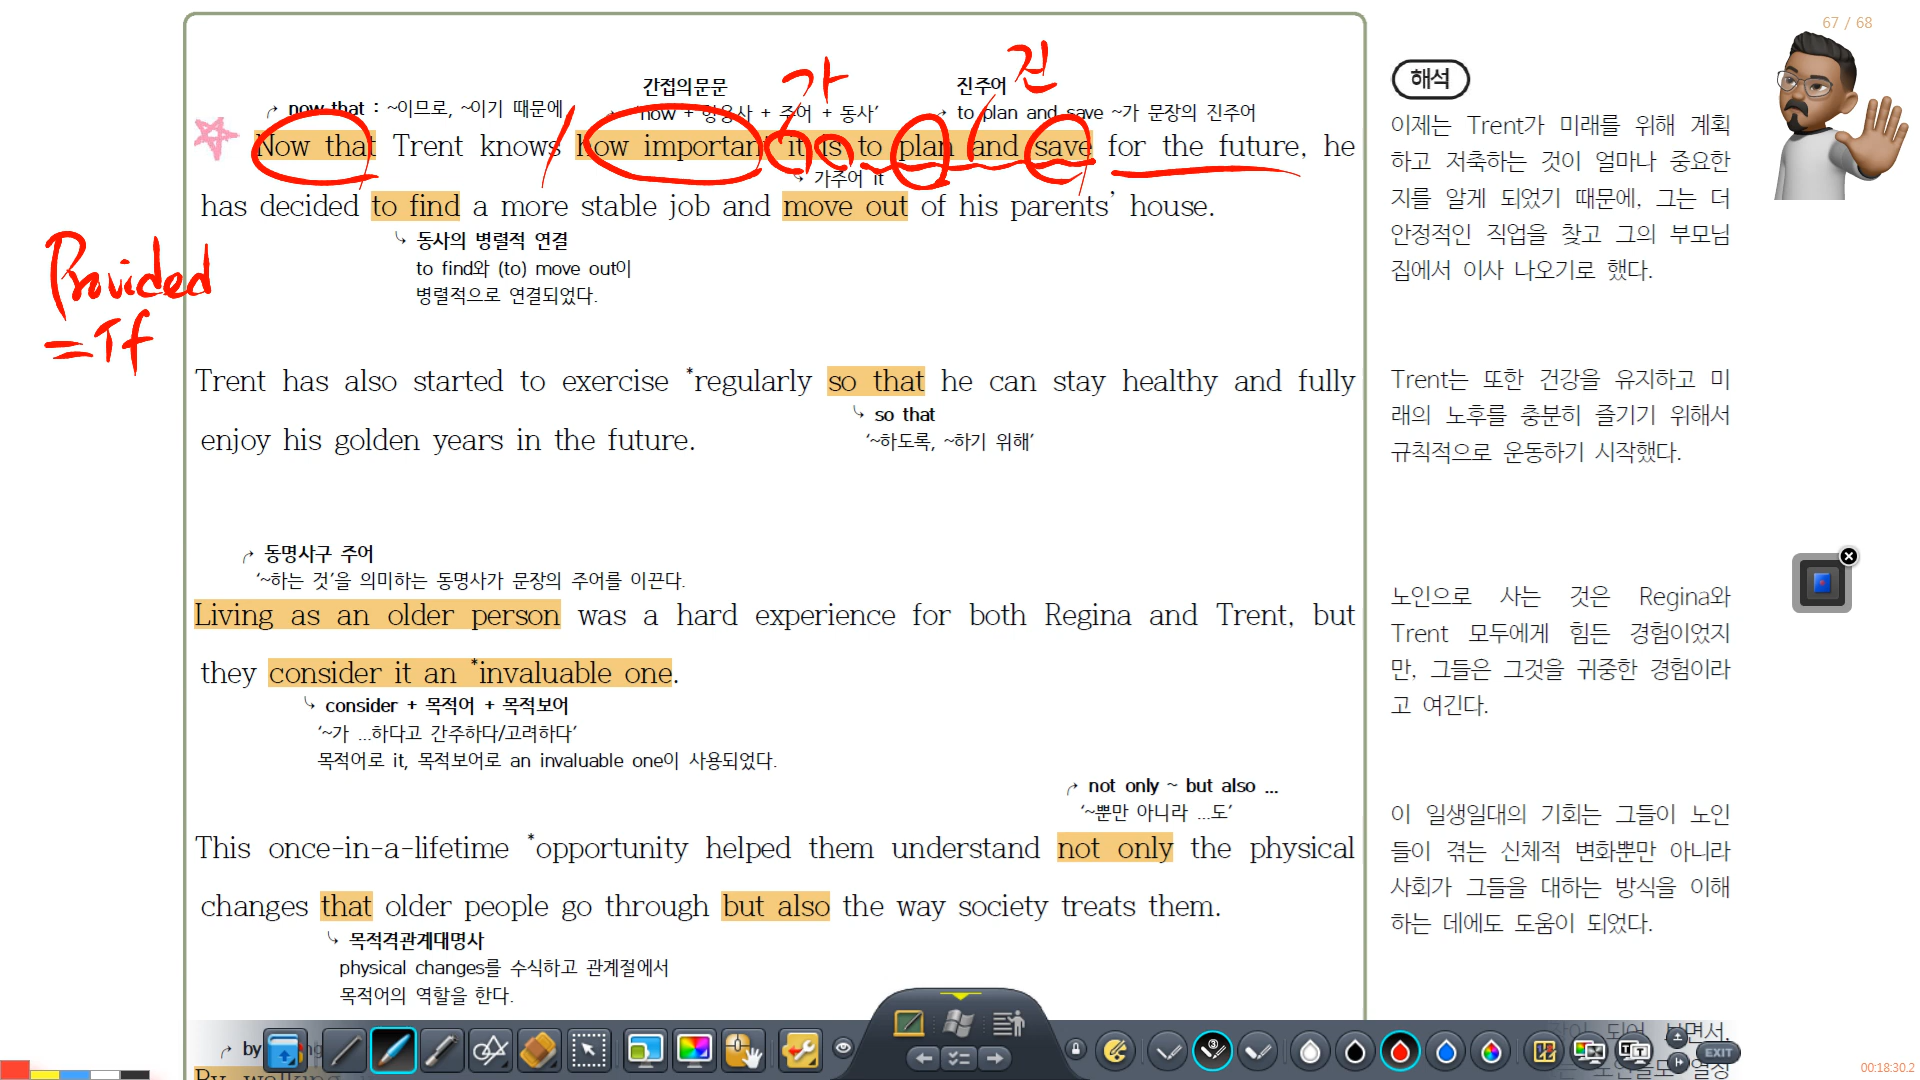 67 / 68
간접의문문 가 진주어 진
now that : ~이므로, ~이기 때문에 'how + 형용사 + 주어 + 동사' to plan and save ~가 문장의 진주어
Now that Trent knows how important it is to plan and save for the future, he
가주어 it
has decided to find a more stable job and move out of his parents' house.
동사의 병렬적 연결
to find와 (to) move out이
병렬적으로 연결되었다.
Provided
=If
Trent has also started to exercise *regularly so that he can stay healthy and fully
so that
enjoy his golden years in the future.
'~하도록, ~하기 위해'
동명사구 주어
'~하는 것'을 의미하는 동명사가 문장의 주어를 이끈다.
Living as an older person was a hard experience for both Regina and Trent, but
they consider it an *invaluable one.
consider + 목적어 + 목적보어
'~가 ...하다고 간주하다/고려하다'
목적어로 it, 목적보어로 an invaluable one이 사용되었다.
not only ~ but also ...
'~뿐만 아니라 ...도'
This once-in-a-lifetime *opportunity helped them understand not only the physical
changes that older people go through but also the way society treats them.
목적격관계대명사
physical changes를 수식하고 관계절에서
목적어의 역할을 한다.
by
해석
이제는 Trent가 미래를 위해 계획
하고 저축하는 것이 얼마나 중요한
지를 알게 되었기 때문에, 그는 더
안정적인 직업을 찾고 그의 부모님
집에서 이사 나오기로 했다.
Trent는 또한 건강을 유지하고 미
래의 노후를 충분히 즐기기 위해서
규칙적으로 운동하기 시작했다.
노인으로 사는 것은 Regina와
Trent 모두에게 힘든 경험이었지
만, 그들은 그것을 귀중한 경험이라
고 여긴다.
이 일생일대의 기회는 그들이 노인
들이 겪는 신체적 변화뿐만 아니라
사회가 그들을 대하는 방식을 이해
하는 데에도 도움이 되었다.
EXIT
00:18:30.2